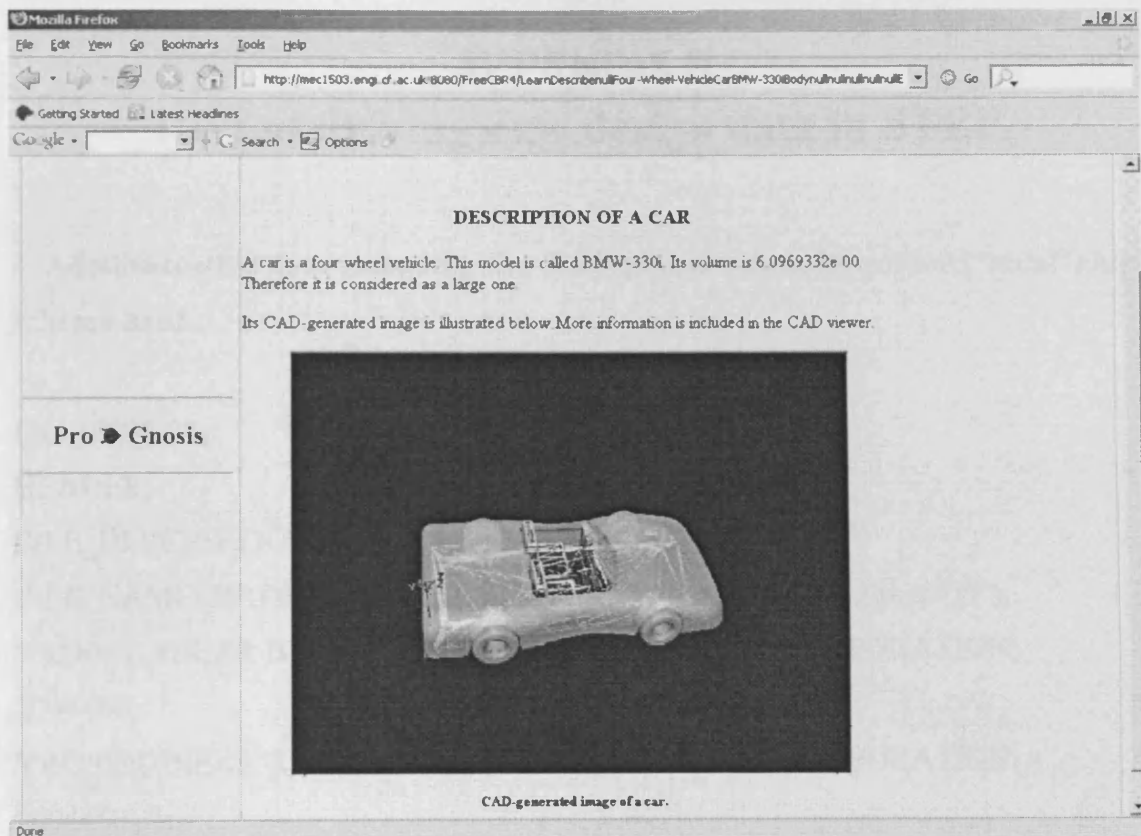 Mozilla Firefox
File Edit View Go Bookmarks Tools Help
http://mec1503.engi.cf.ac.uk:8080/FreeCBR4/LearnDescribenullFour-Wheel-VehicleCarBMW-330iBodynullnullnullnullnullE Go
Getting Started Latest Headlines
Google Search Options
DESCRIPTION OF A CAR
A car is a four wheel vehicle. This model is called BMW-330i. Its volume is 6.0969332e 00
Therefore it is considered as a large one
Its CAD-generated image is illustrated below More information is included in the CAD viewer.
Pro Gnosis
CAD-generated image of a car.
Done